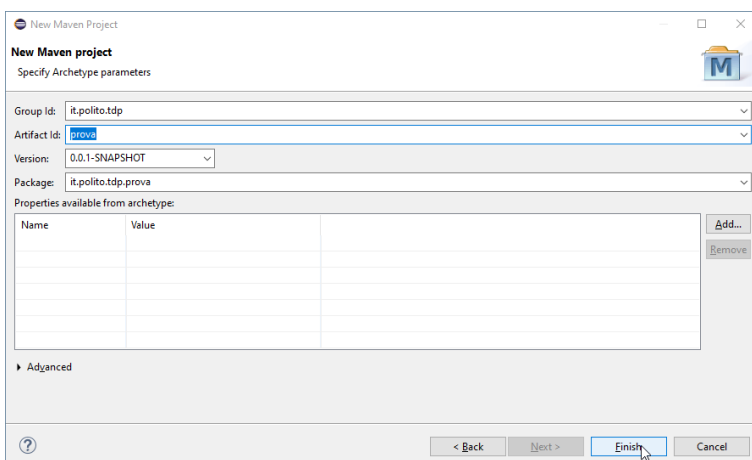 New Maven Project
New Maven project
Specify Archetype parameters
M
Group Id: it.polito.tdp
Artifact Id: prova
Version: 0.0.1-SNAPSHOT
Package: it.polito.tdp.prova
Properties available from archetype:
Name Value
Add...
Remove
Advanced
? < Back Next > Finish Cancel